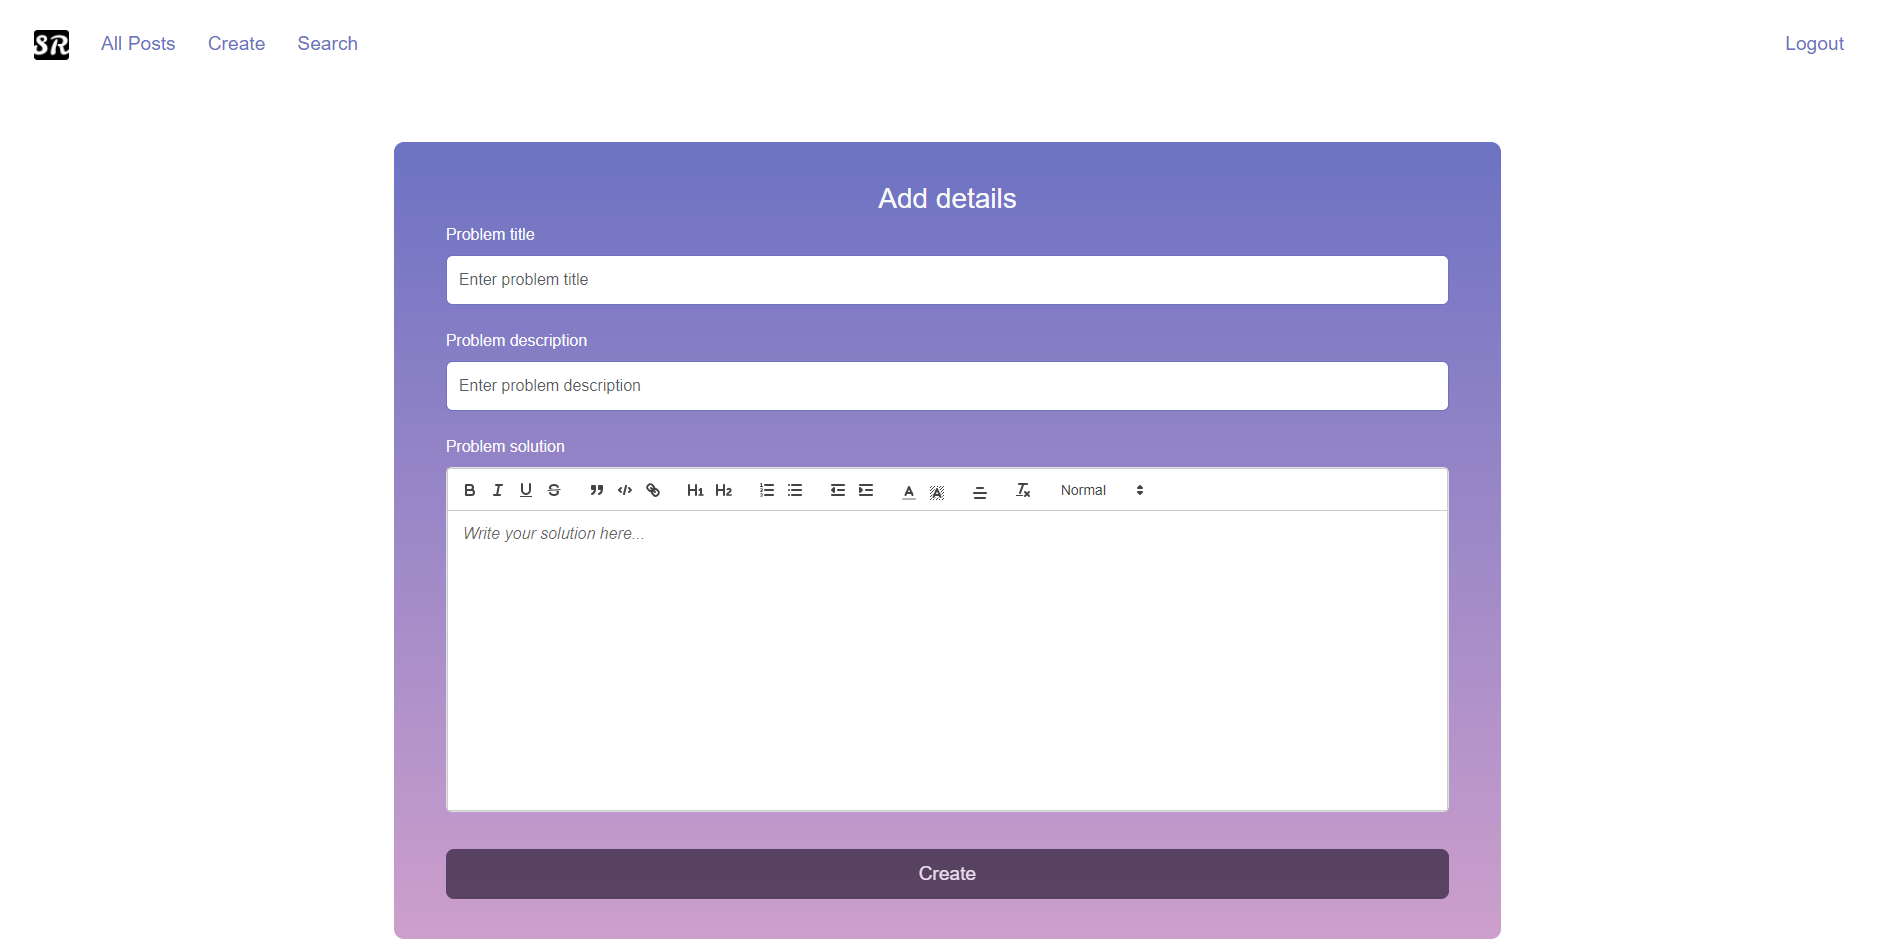 SR All Posts Create Search Logout
Add details
Problem title
Enter problem title
Problem description
Enter problem description
Problem solution
B I U S H1 H2 A A Tx Normal
Write your solution here...
Create